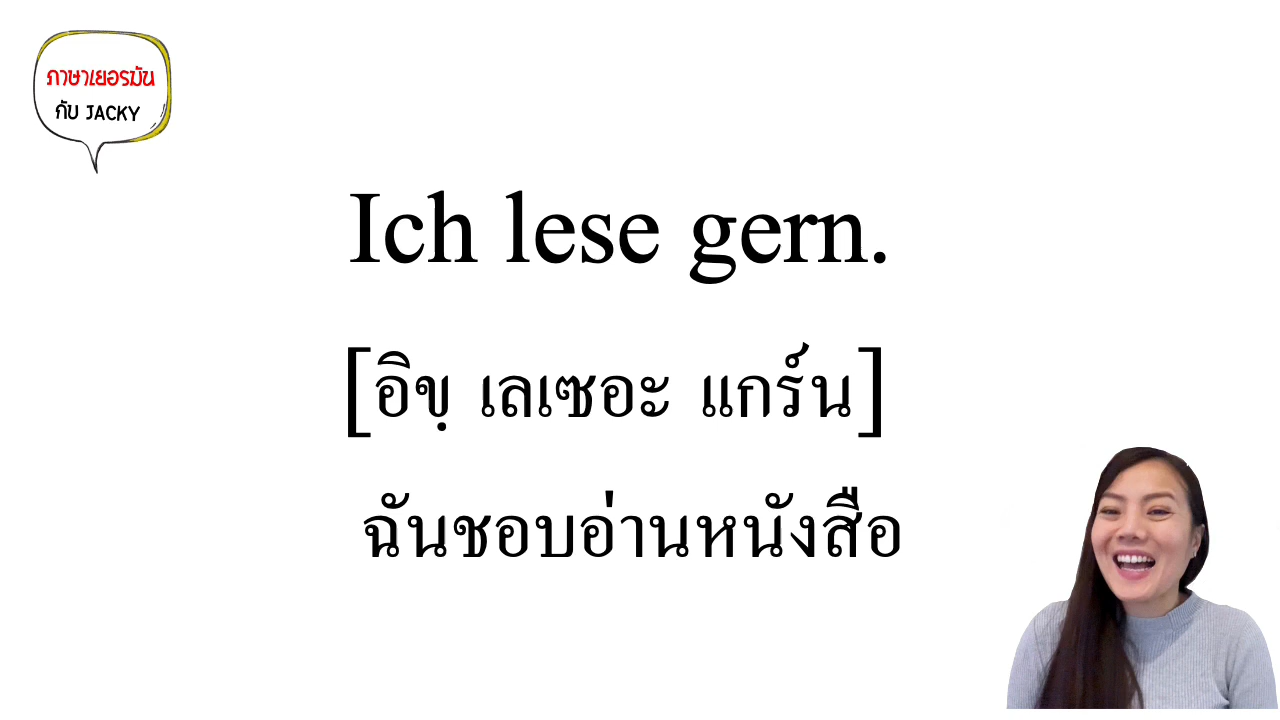 ภาษาเยอรมัน
กับ JACKY
Ich lese gern.
[อิขฺ เลเซอะ แกร์น]
ฉันชอบอ่านหนังสือ